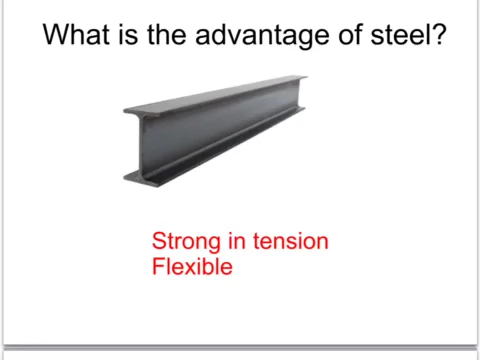 What is the advantage of steel?
Strong in tension
Flexible